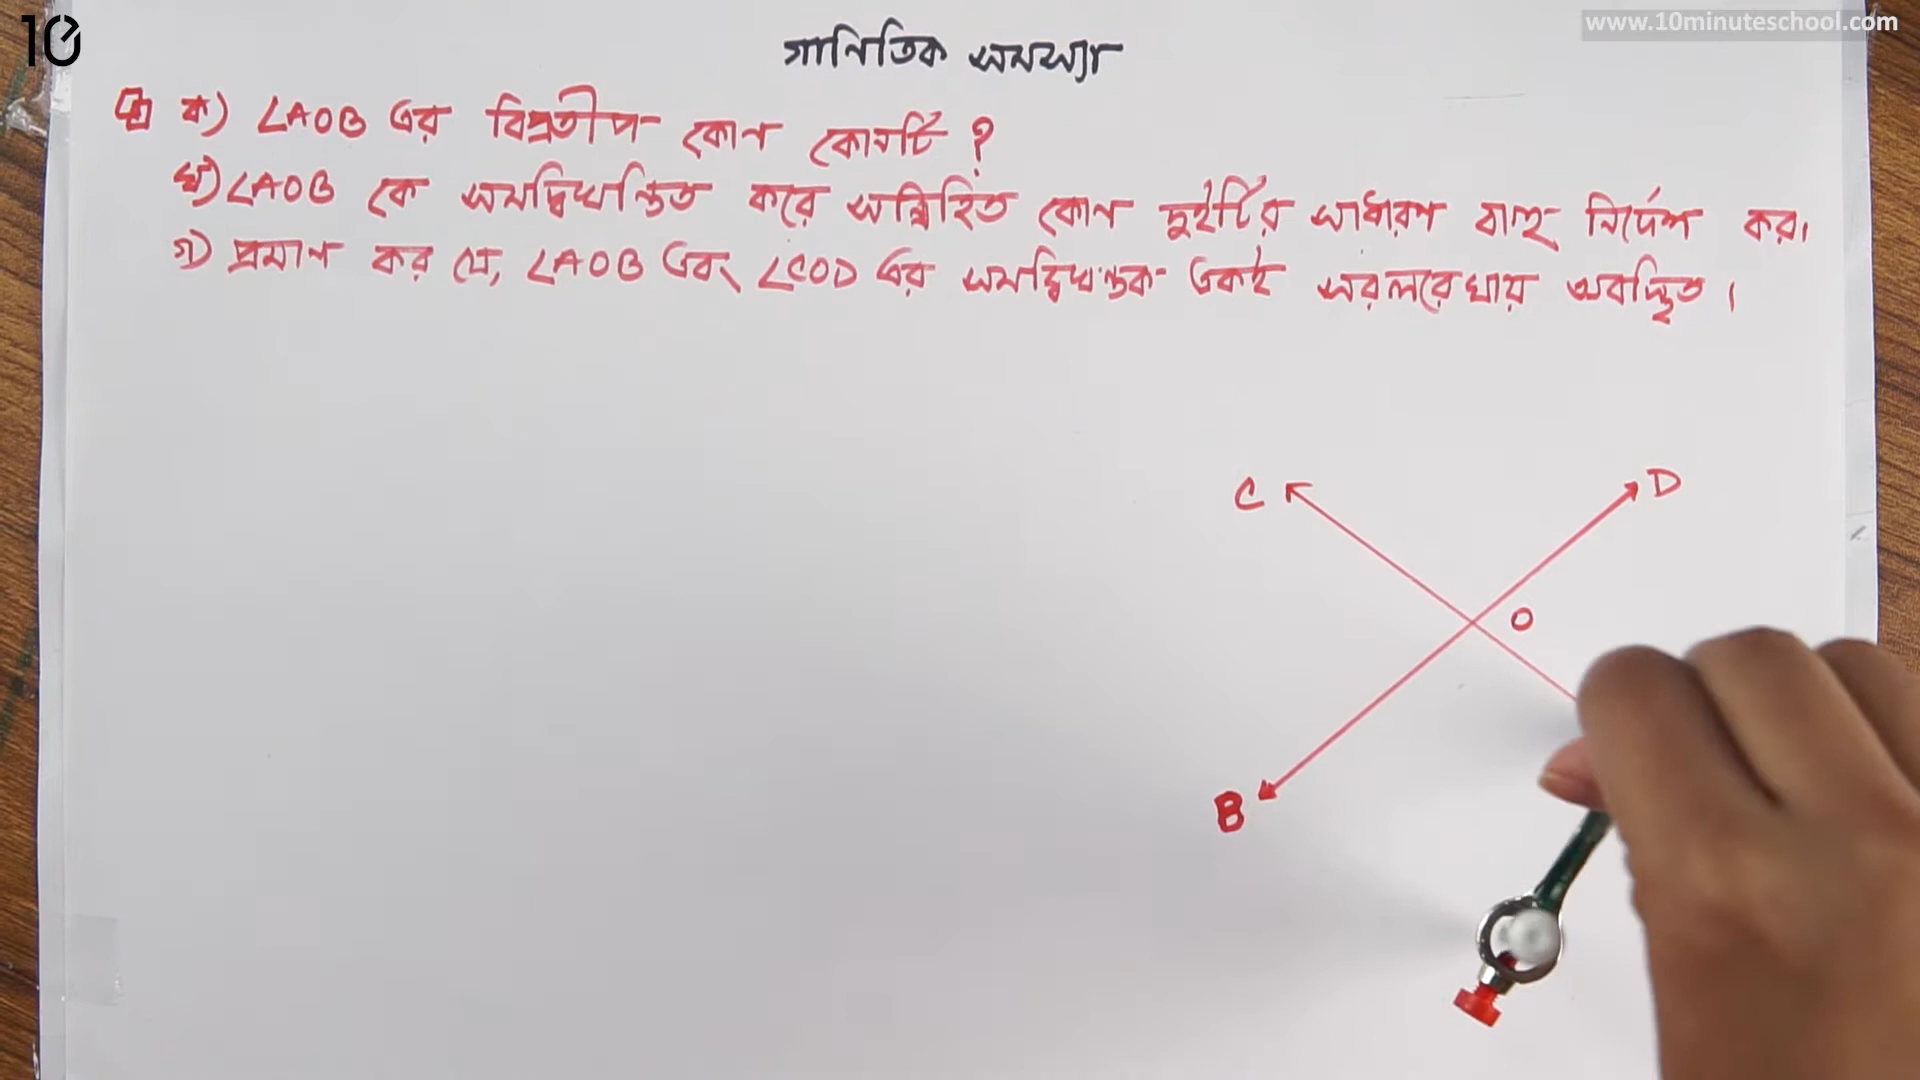 10
www.10minuteschool.com
গানিতিক সমস্যা
ক) ∠AOB এর বিপ্রতীপ কোণ কোনটি ?
খ) ∠AOB কে সমদ্বিখন্ডিত করে সন্নিহিত কোণ দুইটির সাধারণ বাহু নির্দেশ কর।
গ) প্রমাণ কর যে, ∠AOB এবং ∠COD এর সমদ্বিখন্ডক একই সরলরেখায় অবস্থিত।
C
D
O
B